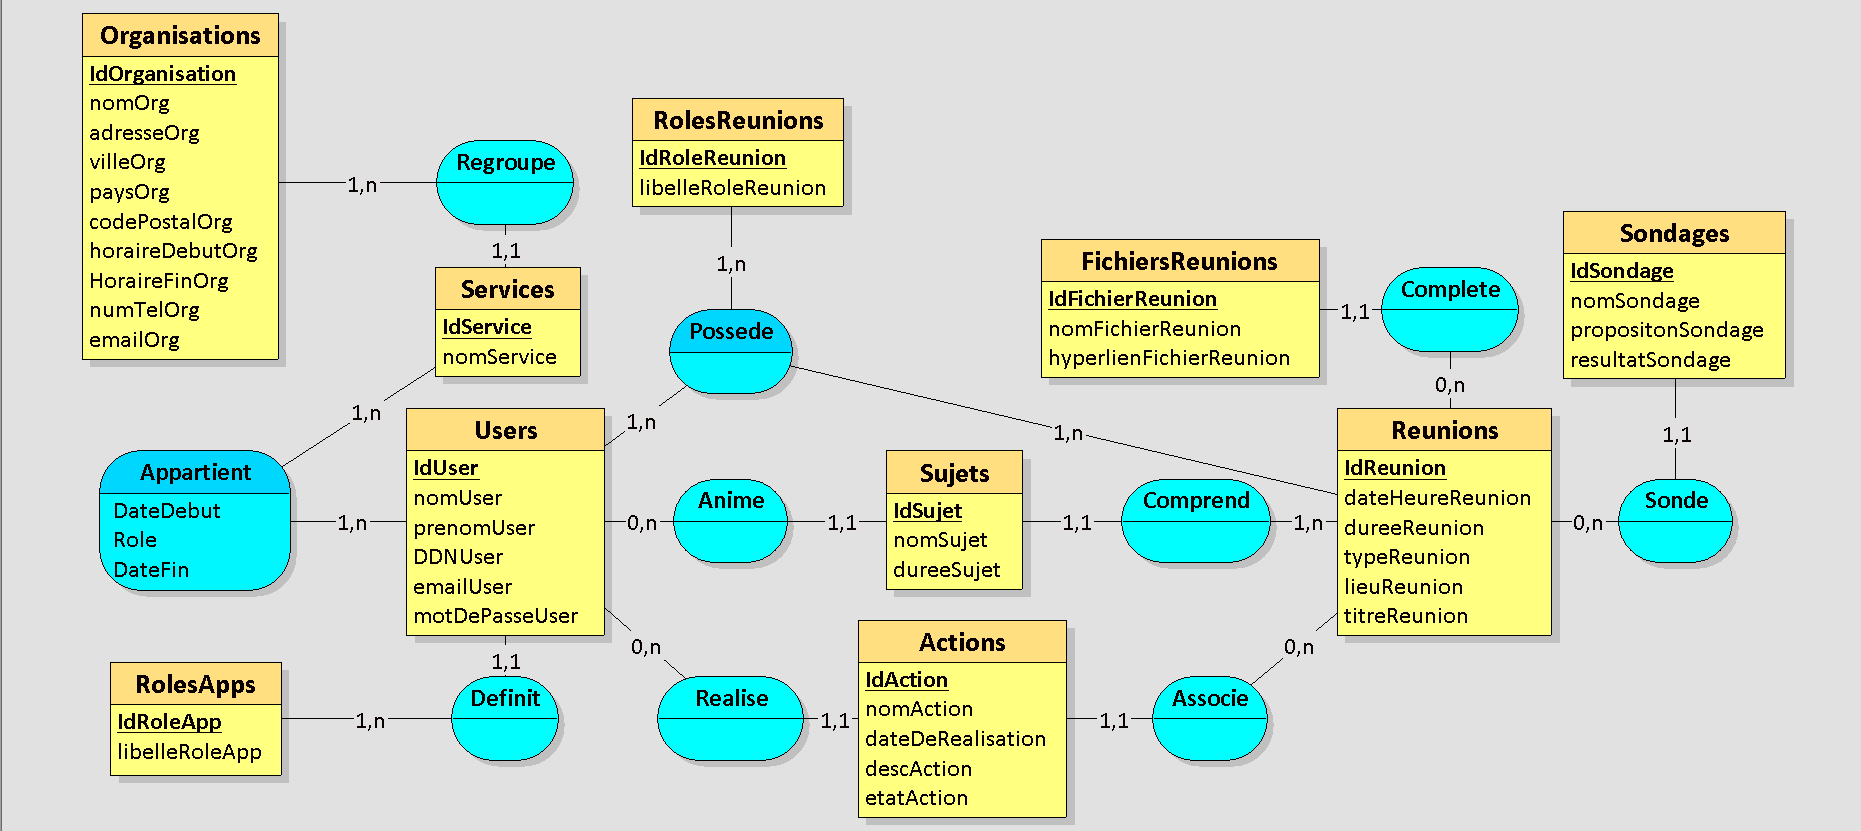 Organisations
IdOrganisation
nomOrg
adresseOrg
villeOrg
paysOrg
codePostalOrg
horaireDebutOrg
HoraireFinOrg
numTelOrg
emailOrg
1,n
Regroupe
1,1
Services
IdService
nomService
RolesReunions
IdRoleReunion
libelleRoleReunion
1,n
Possede
1,n
1,n
FichiersReunions
IdFichierReunion
nomFichierReunion
hyperlienFichierReunion
1,1
Complete
0,n
Sondages
IdSondage
nomSondage
propositonSondage
resultatSondage
1,1
Sonde
0,n
1,n
Appartient
DateDebut
Role
DateFin
1,n
Users
IdUser
nomUser
prenomUser
DDNUser
emailUser
motDePasseUser
0,n
Anime
1,1
Sujets
IdSujet
nomSujet
dureeSujet
1,1
Comprend
1,n
Reunions
IdReunion
dateHeureReunion
dureeReunion
typeReunion
lieuReunion
titreReunion
RolesApps
IdRoleApp
libelleRoleApp
1,n
Definit
1,1
0,n
Realise
1,1
Actions
IdAction
nomAction
dateDeRealisation
descAction
etatAction
1,1
Associe
0,n